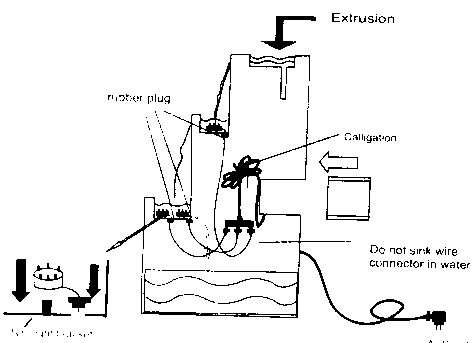 Extrusion
rubber plug
Calligation
Do not sink wire
connector in water